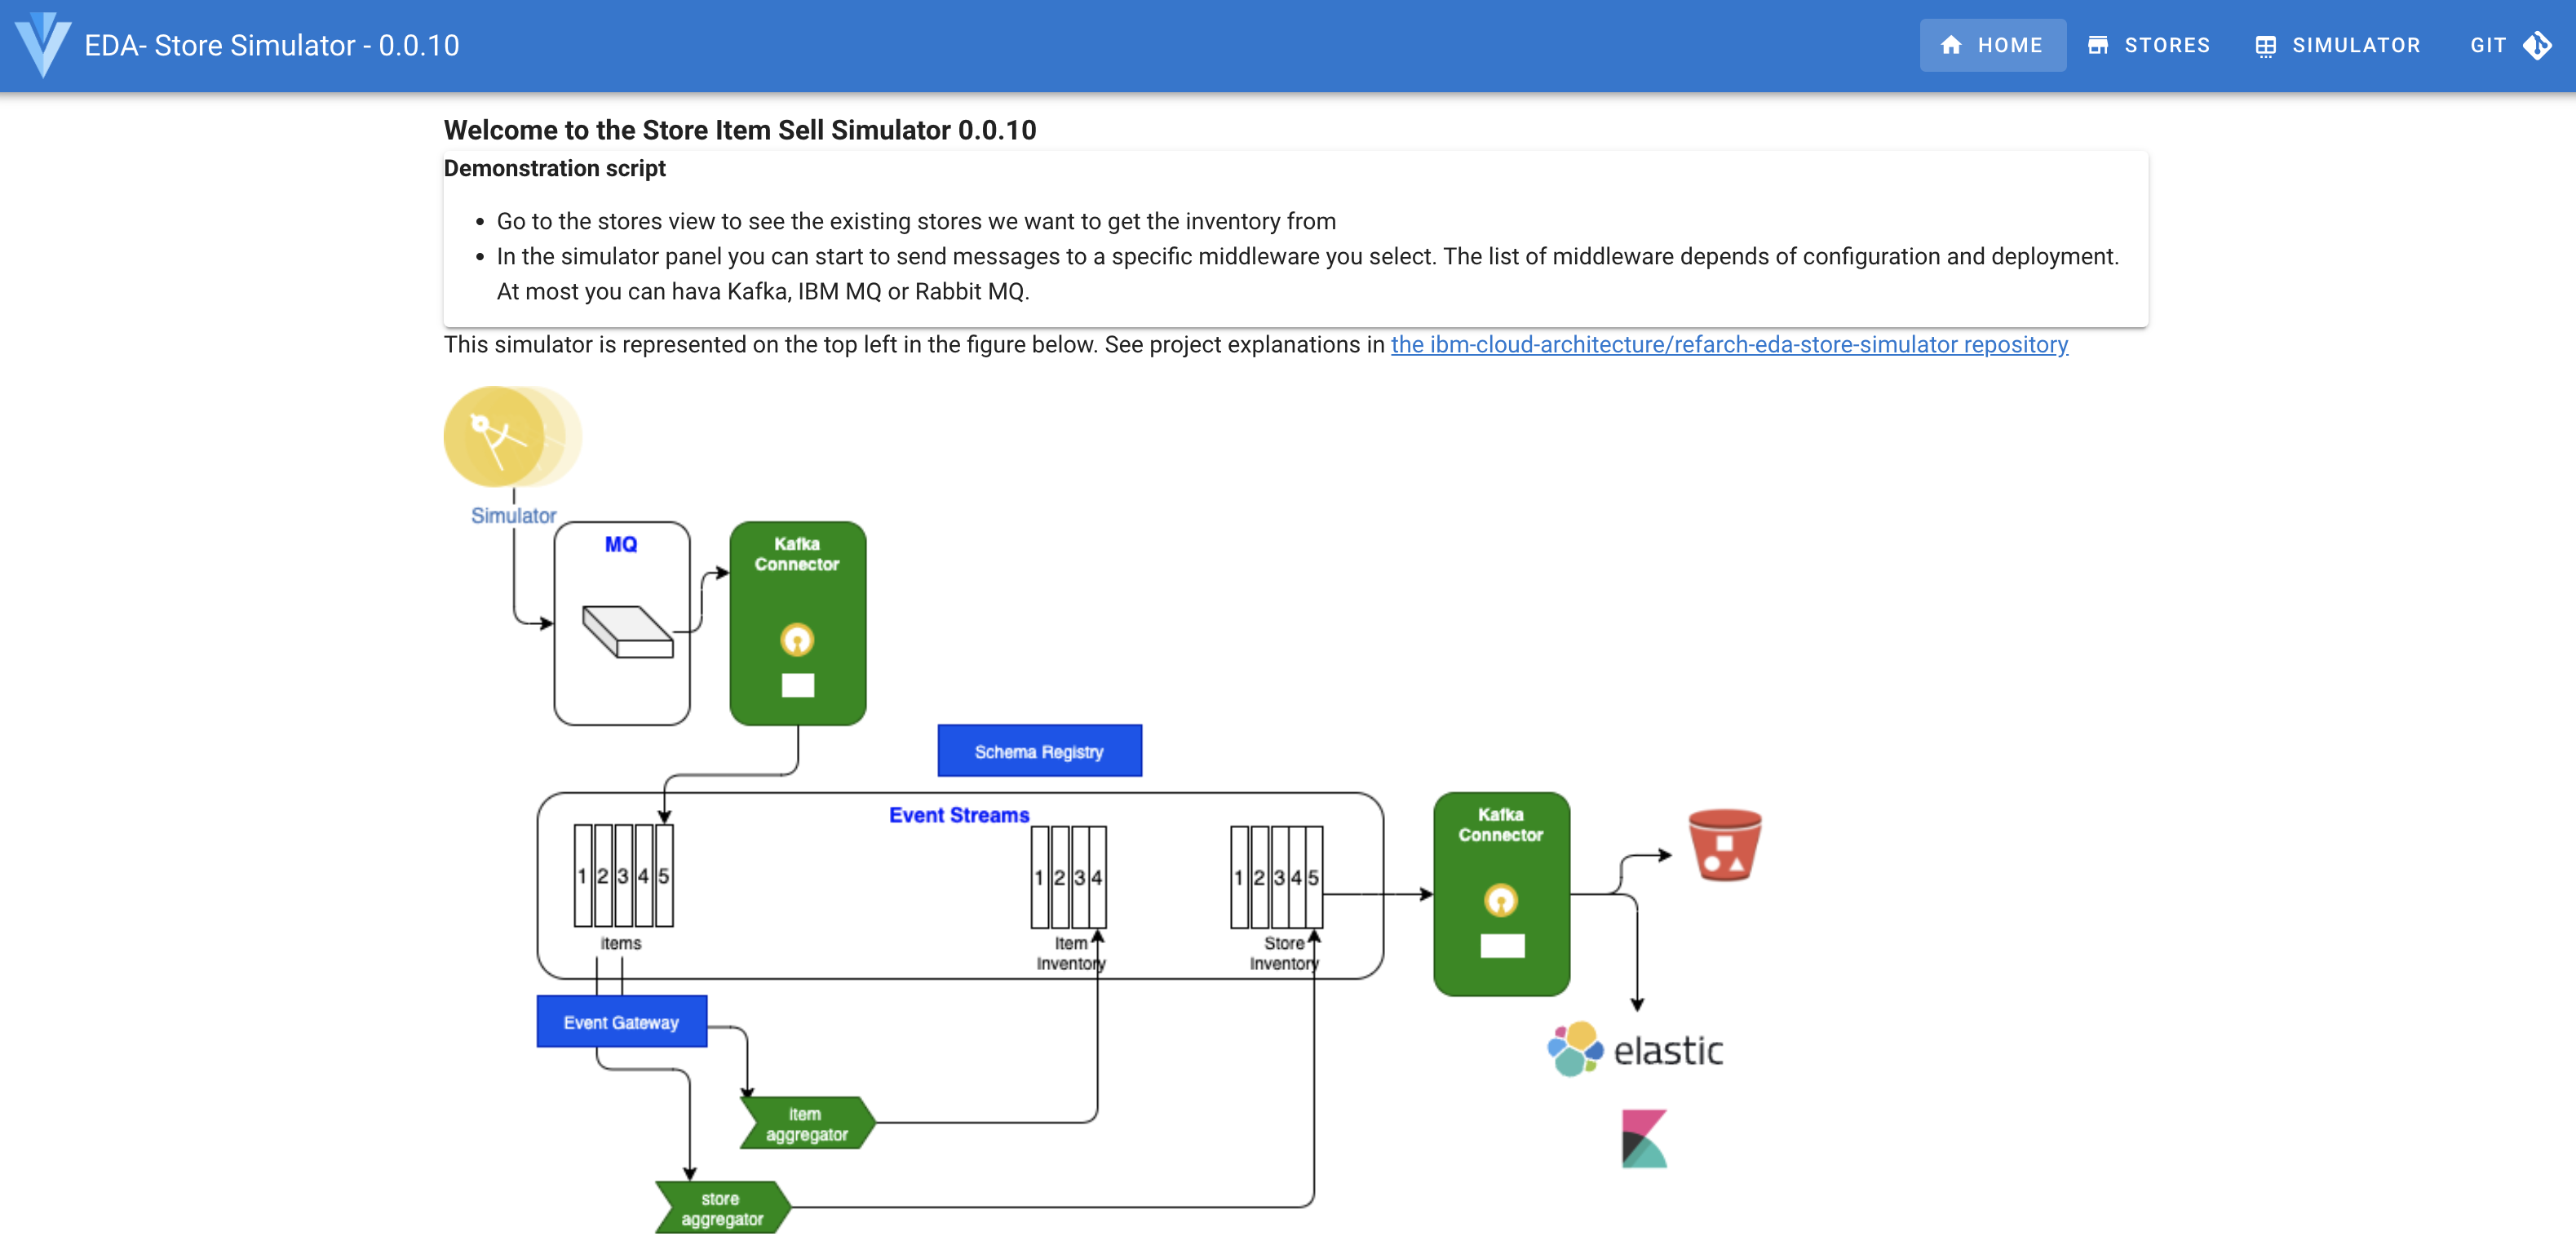 EDA- Store Simulator - 0.0.10
HOME
STORES
SIMULATOR
GIT
Welcome to the Store Item Sell Simulator 0.0.10
Demonstration script
Go to the stores view to see the existing stores we want to get the inventory from
In the simulator panel you can start to send messages to a specific middleware you select. The list of middleware depends of configuration and deployment.
At most you can hava Kafka, IBM MQ or Rabbit MQ.
This simulator is represented on the top left in the figure below. See project explanations in the ibm-cloud-architecture/refarch-eda-store-simulator repository
Simulator
MQ
Kafka
Connector
Schema Registry
Event Streams
1 2 3 4 5
items
1 2 3 4
Item
Inventory
1 2 3 4 5
Store
Inventory
Kafka
Connector
Event Gateway
elastic
item
aggregator
store
aggregator